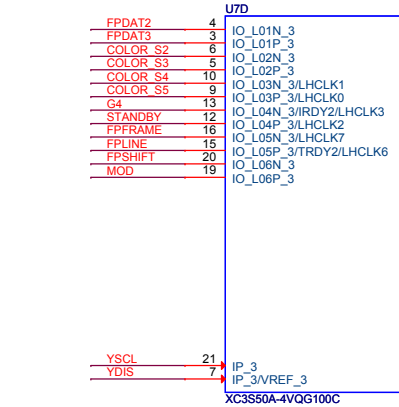 U7D
FPDAT2 4 IO_L01N_3
FPDAT3 3 IO_L01P_3
COLOR_S2 6 IO_L02N_3
COLOR_S3 5 IO_L02P_3
COLOR_S4 10 IO_L03N_3/LHCLK1
COLOR_S5 9 IO_L03P_3/LHCLK0
G4 13 IO_L04N_3/IRDY2/LHCLK3
STANDBY 12 IO_L04P_3/LHCLK2
FPFRAME 16 IO_L05N_3/LHCLK7
FPLINE 15 IO_L05P_3/TRDY2/LHCLK6
FPSHIFT 20 IO_L06N_3
MOD 19 IO_L06P_3
YSCL 21 IP_3
YDIS 7 IP_3/VREF_3
XC3S50A-4VQG100C